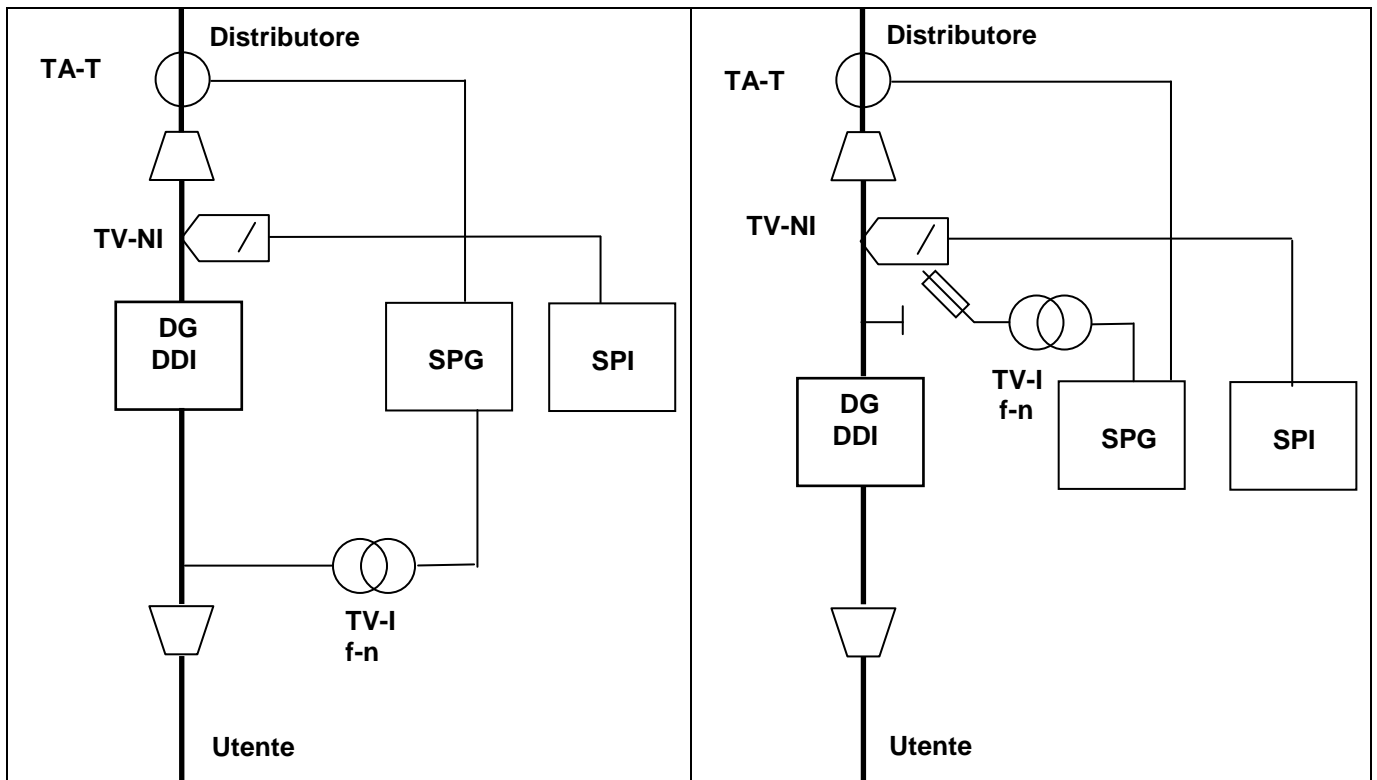 Distributore
TA-T
TV-NI
DG
DDI
SPG
SPI
TV-I
f-n
Utente
Distributore
TA-T
TV-NI
TV-I
f-n
DG
DDI
SPG
SPI
Utente